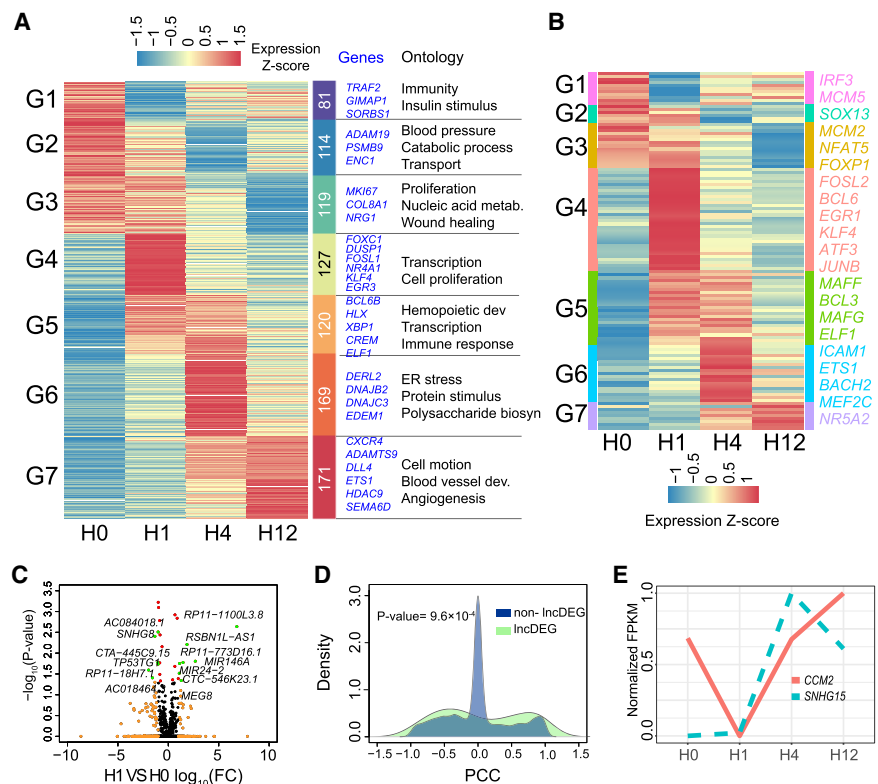 A
−1.5
−1
−0.5
0
0.5
1
1.5
Expression
Z-score
Genes Ontology
G1
81
TRAF2
GIMAP1
SORBS1
Immunity
Insulin stimulus
G2
114
ADAM19
PSMB9
ENC1
Blood pressure
Catabolic process
Transport
G3
119
MKI67
COL8A1
NRG1
Proliferation
Nucleic acid metab.
Wound healing
G4
127
FOXC1
DUSP1
FOSL1
NR4A1
KLF4
EGR3
Transcription
Cell proliferation
G5
120
BCL6B
HLX
XBP1
CREM
ELF1
Hemopoietic dev
Transcription
Immune response
G6
169
DERL2
DNAJB2
DNAJC3
EDEM1
ER stress
Protein stimulus
Polysaccharide biosyn
G7
171
CXCR4
ADAMTS9
DLL4
ETS1
HDAC9
SEMA6D
Cell motion
Blood vessel dev.
Angiogenesis
H0 H1 H4 H12
B
G1
IRF3
MCM5
G2
SOX13
G3
MCM2
NFAT5
FOXP1
G4
FOSL2
BCL6
EGR1
KLF4
ATF3
JUNB
G5
MAFF
BCL3
MAFG
ELF1
G6
ICAM1
ETS1
BACH2
MEF2C
G7
NR5A2
H0 H1 H4 H12
−1
−0.5
0
0.5
1
Expression Z-score
C
−log10(P-value)
3.5
3.0
2.5
2.0
1.5
1.0
0.5
0.0
AC084018.1
SNHG8
CTA−445C9.15
TP53TG1
RP11−18H7.1
AC018464
RP11−1100L3.8
RSBN1L−AS1
RP11−773D16.1
MIR146A
MIR24−2
CTC−546K23.1
MEG8
−10 −5 0 5 10
H1VSH0 log10(FC)
D
P-value= 9.6×10⁻⁴
non- lncDEG
lncDEG
Density
3.0
2.0
1.0
0.0
−1.5 −1.0 −0.5 0.0 0.5 1.0 1.5
PCC
E
Normalized FPKM
1.0
0.5
0.0
CCM2
SNHG15
H0 H1 H4 H12